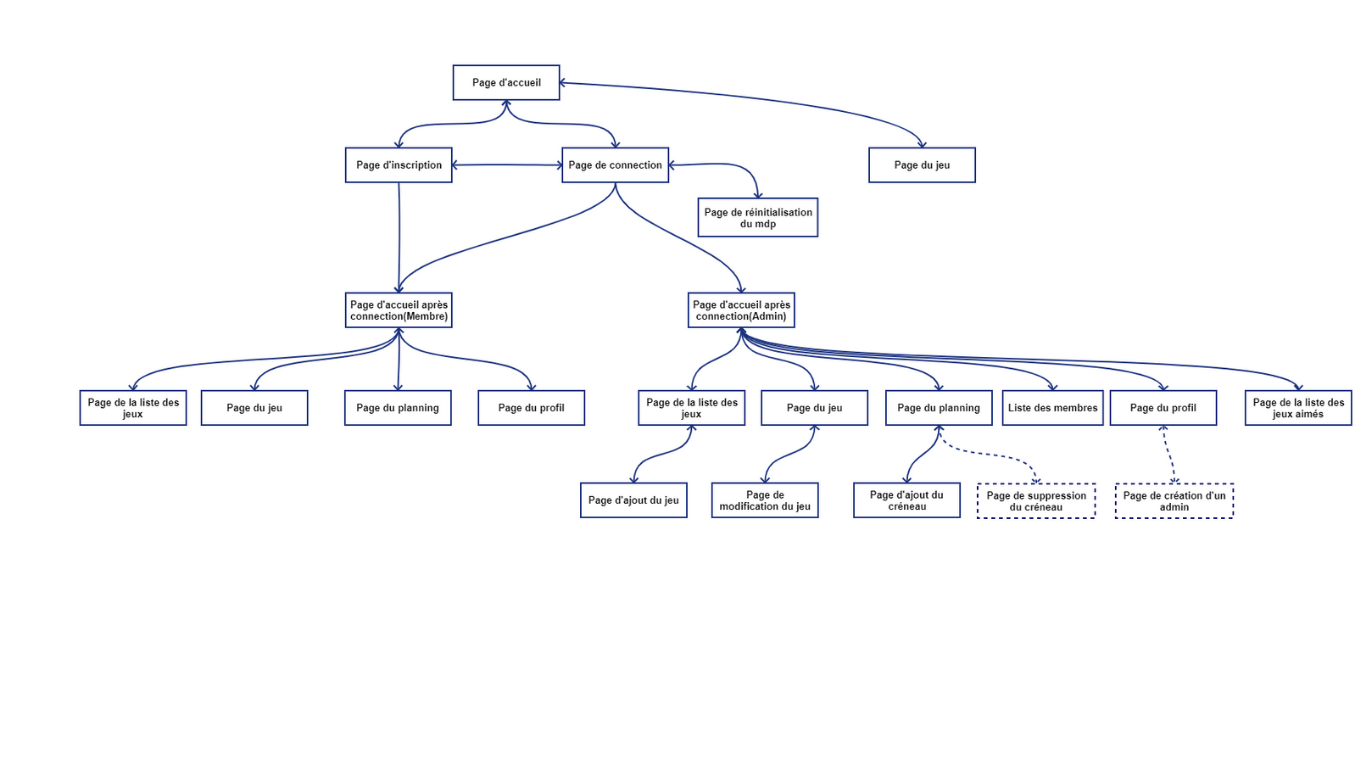 Page d'accueil
Page d'inscription
Page de connection
Page du jeu
Page de réinitialisation
du mdp
Page d'accueil après
connection(Membre)
Page d'accueil après
connection(Admin)
Page de la liste des
jeux
Page du jeu
Page du planning
Page du profil
Page de la liste des
jeux
Page du jeu
Page du planning
Liste des membres
Page du profil
Page de la liste des
jeux aimés
Page d'ajout du jeu
Page de
modification du jeu
Page d'ajout du
créneau
Page de suppression
du créneau
Page de création d'un
admin